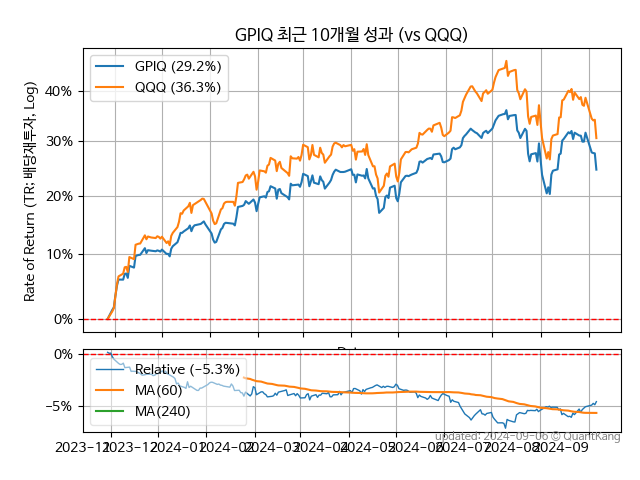 GPIQ 최근 10개월 성과 (vs QQQ)
GPIQ (29.2%)
QQQ (36.3%)
Rate of Return (TR: 배당재투자, Log)
40%
30%
20%
10%
0%
0%
−5%
Relative (−5.3%)
MA(60)
MA(240)
2023-11 2023-12 2024-01 2024-02 2024-03 2024-04 2024-05 2024-06 2024-07 2024-08 2024-09
updated: 2024-09-06 © QuantKang